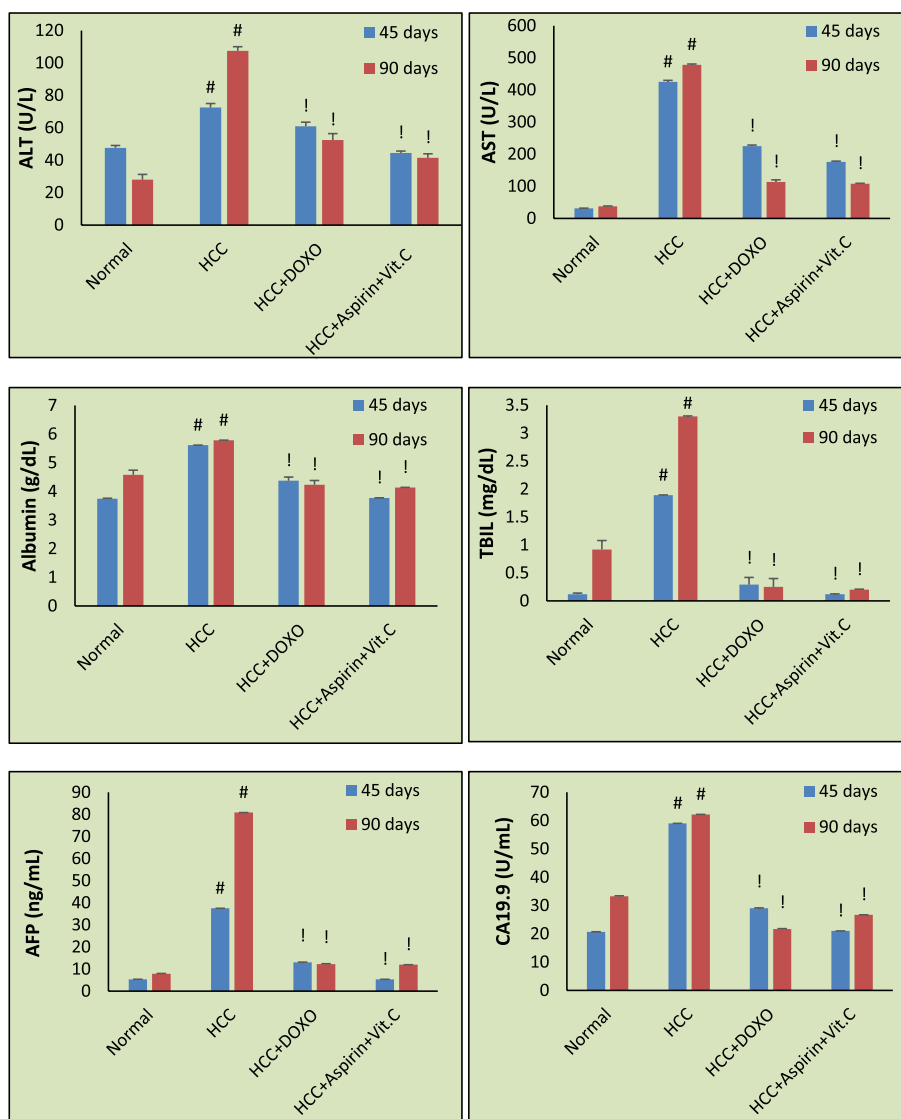 ALT (U/L)
120
100
80
60
40
20
0
# #
! !
! !
45 days
90 days
Normal
HCC
HCC+DOXO
HCC+Aspirin+Vit.C
AST (U/L)
600
500
400
300
200
100
0
# #
! !
! !
45 days
90 days
Normal
HCC
HCC+DOXO
HCC+Aspirin+Vit.C
Albumin (g/dL)
7
6
5
4
3
2
1
0
# #
! !
! !
45 days
90 days
Normal
HCC
HCC+DOXO
HCC+Aspirin+Vit.C
TBIL (mg/dL)
3.5
3
2.5
2
1.5
1
0.5
0
# #
! !
! !
45 days
90 days
Normal
HCC
HCC+DOXO
HCC+Aspirin+Vit.C
AFP (ng/mL)
90
80
70
60
50
40
30
20
10
0
# #
! !
! !
45 days
90 days
Normal
HCC
HCC+DOXO
HCC+Aspirin+Vit.C
CA19.9 (U/mL)
70
60
50
40
30
20
10
0
# #
! !
! !
45 days
90 days
Normal
HCC
HCC+DOXO
HCC+Aspirin+Vit.C